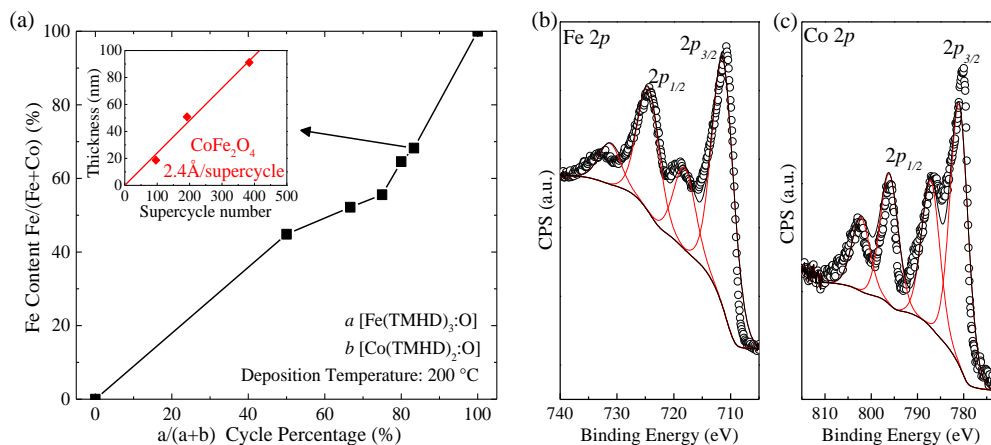 (a)
100
80
60
40
20
0
Fe Content Fe/(Fe+Co) (%)
0
20
40
60
80
100
a/(a+b) Cycle Percentage (%)
100
80
60
40
20
0
Thickness (nm)
0
100
200
300
400
500
Supercycle number
CoFe₂O₄
2.4Å/supercycle
a [Fe(TMHD)₃:O]
b [Co(TMHD)₂:O]
Deposition Temperature: 200 °C
(b)
Fe 2p
2p₃/₂
2p₁/₂
CPS (a.u.)
740
730
720
710
Binding Energy (eV)
(c)
Co 2p
2p₃/₂
2p₁/₂
CPS (a.u.)
810
800
790
780
Binding Energy (eV)